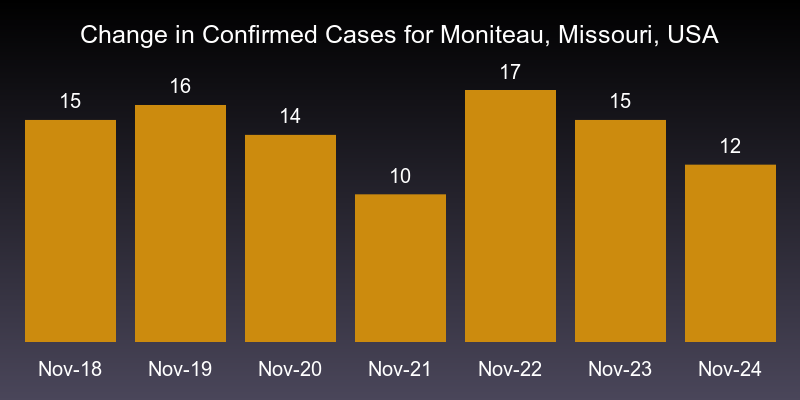 Change in Confirmed Cases for Moniteau, Missouri, USA
15 16 14 10 17 15 12
Nov-18 Nov-19 Nov-20 Nov-21 Nov-22 Nov-23 Nov-24